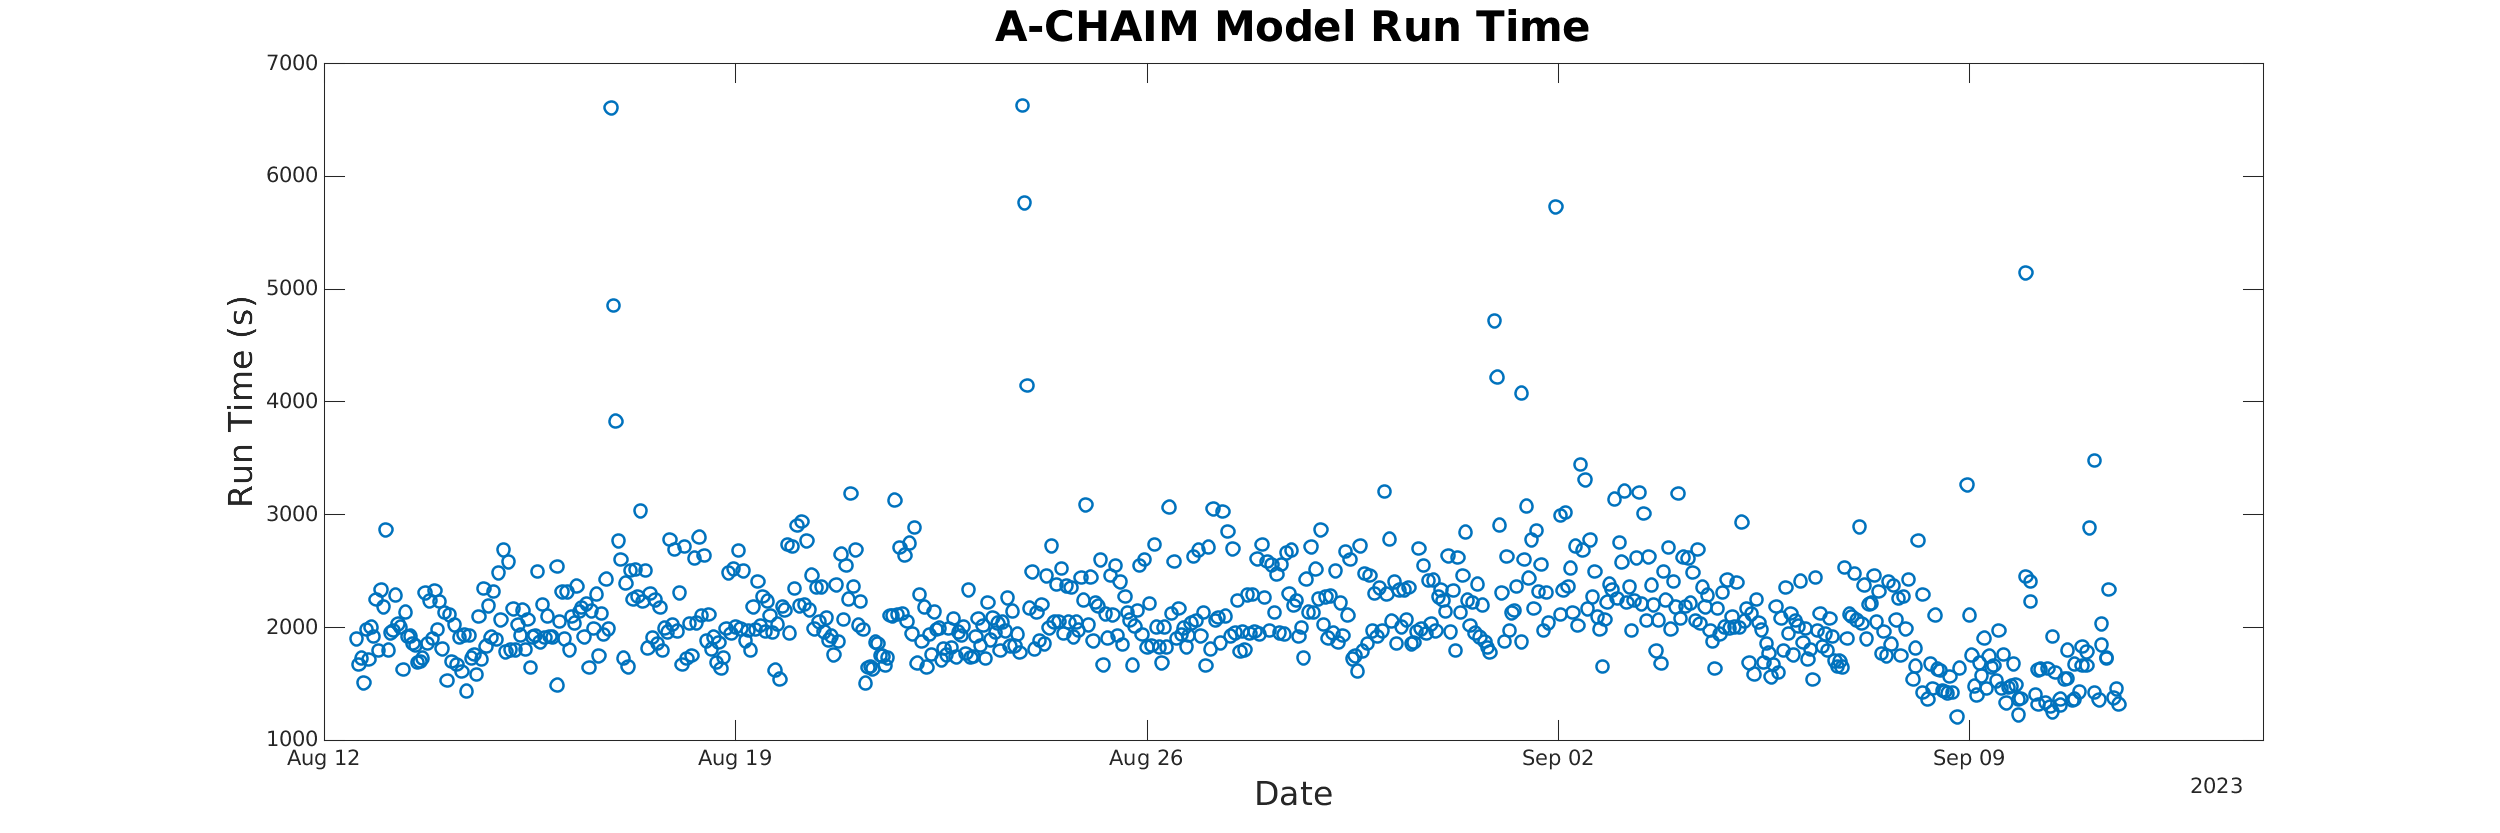 A-CHAIM Model Run Time
7000
6000
5000
4000
3000
2000
1000
Run Time (s)
Aug 12
Aug 19
Aug 26
Sep 02
Sep 09
Date
2023